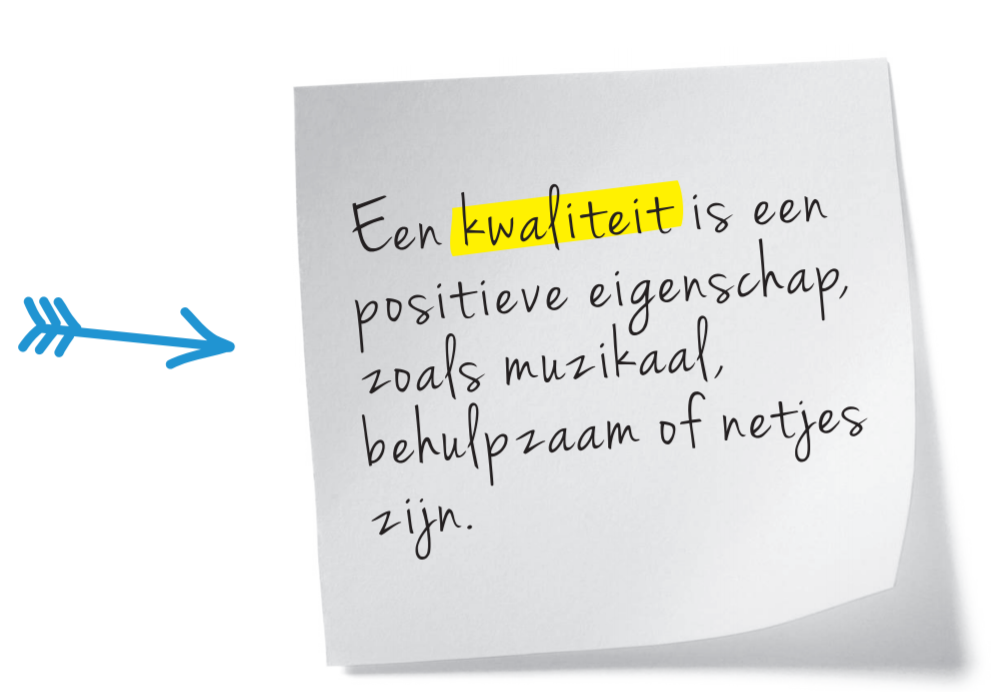 Een kwaliteit is een
positieve eigenschap,
zoals muzikaal,
behulpzaam of netjes
zijn.